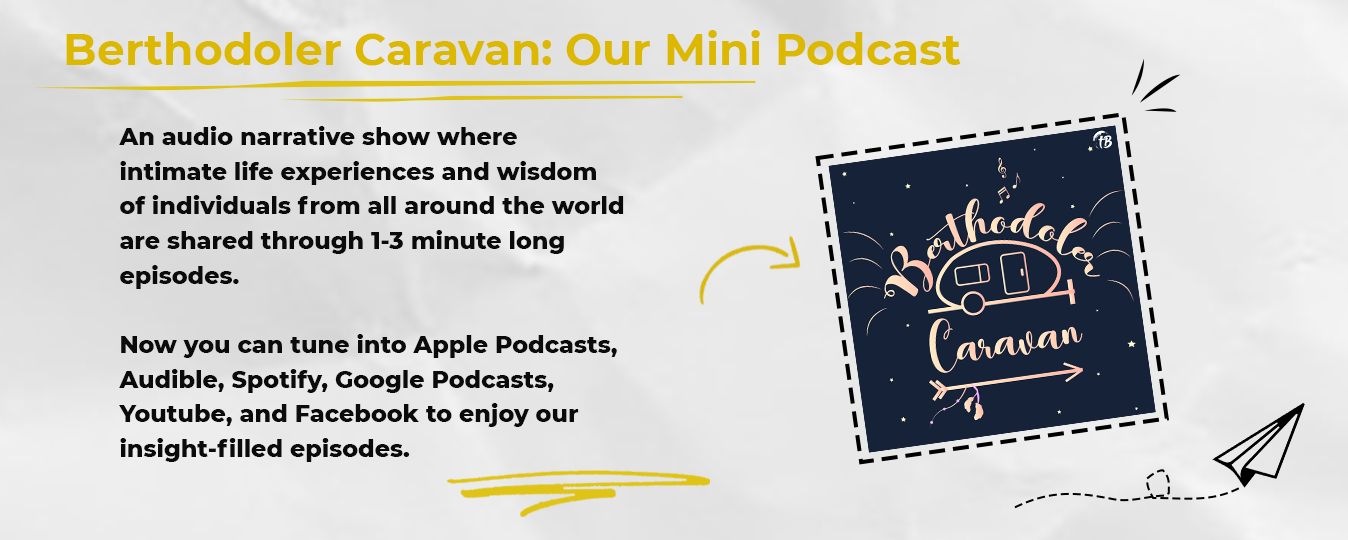 Berthodoler Caravan: Our Mini Podcast
An audio narrative show where
intimate life experiences and wisdom
of individuals from all around the world
are shared through 1-3 minute long
episodes.
Now you can tune into Apple Podcasts,
Audible, Spotify, Google Podcasts,
Youtube, and Facebook to enjoy our
insight-filled episodes.
Berthodoler
Caravan